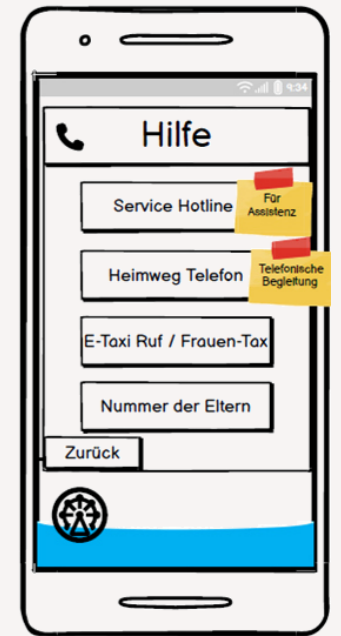 9:34
Hilfe
Service Hotline
Für
Assistenz
Heimweg Telefon
Telefonische
Begleitung
E-Taxi Ruf / Frauen-Tax
Nummer der Eltern
Zurück